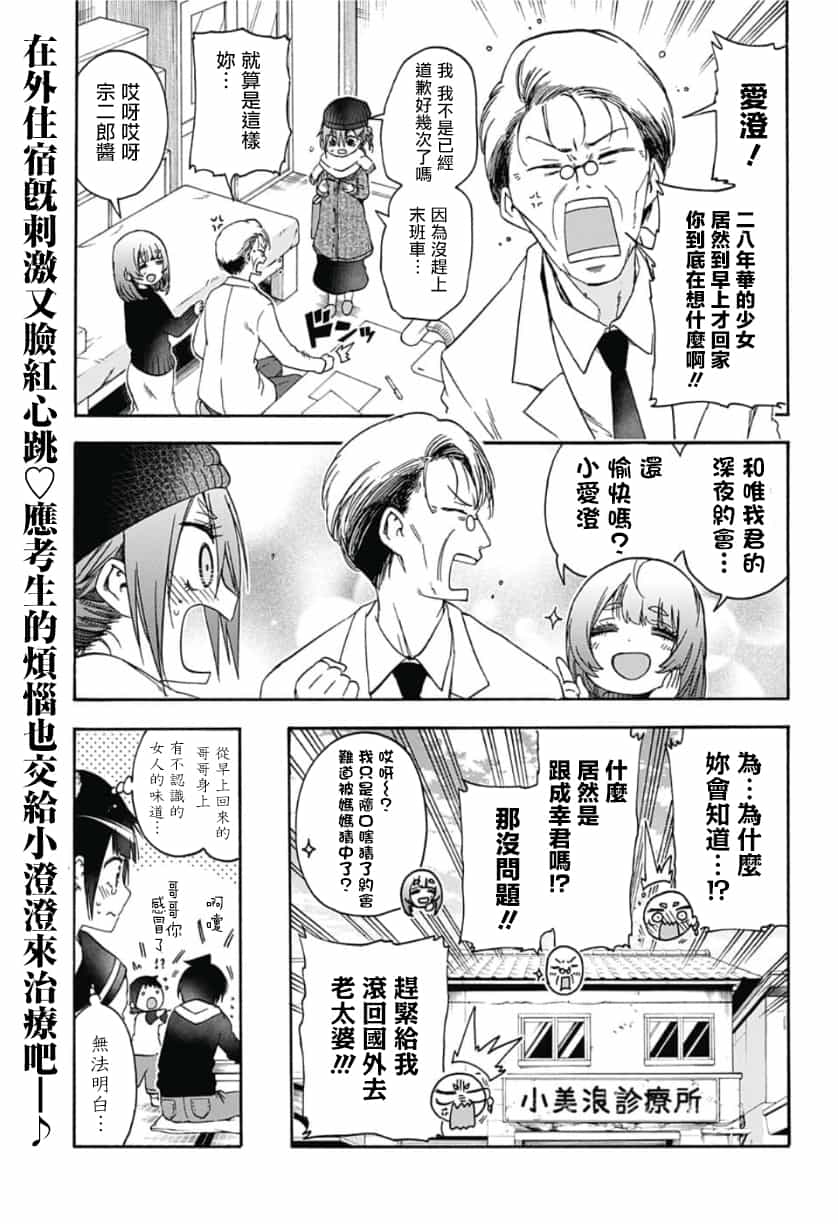 愛澄！
二八年華的少女
居然到早上才回家
你到底在想什麼啊!!
我 我不是已經
道歉好幾次了嗎
因為沒趕上
末班車…
就算是這樣
妳…
哎呀哎呀
宗二郎醬
ドンッ
和唯我君的
深夜約會…
還
愉快嗎？
小愛澄
為…為什麼
妳會知道…!?
什麼
居然是
跟成幸君嗎!?
那沒問題!!
哎呀~？
我只是隨口瞎猜了約會
難道被媽媽猜中了？
趕緊給我
滾回國外去
老太婆!!!
小美浪診療所
從早上回來的
哥哥身上
有不認識的
女人的味道…
啊嚏
哥哥你
感冒了!?
無法明白…
在外住宿既刺激又臉紅心跳♡應考生的煩惱也交給小澄澄來治療吧—♪